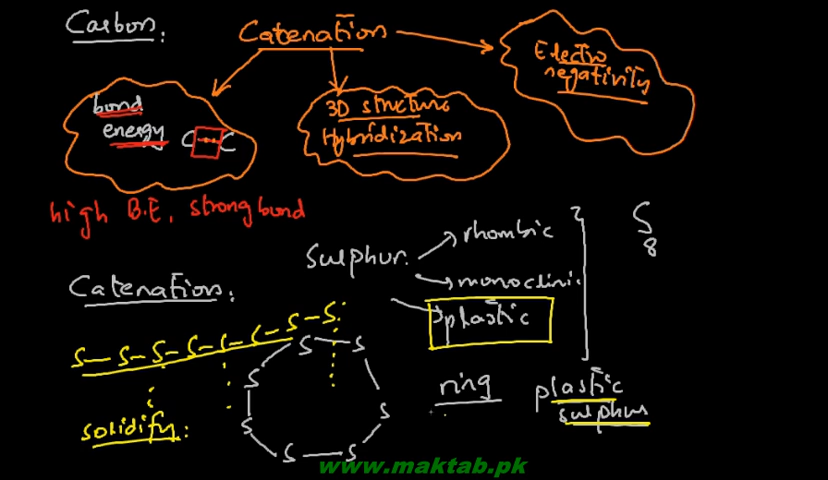 Carbon.
Catenation
Electro
negativity
bond
energy C C
3D structure
Hybridization
high B.E, strong bond
Sulphur.
rhombic
monoclinic
plastic
S8
Catenation.
S-S-S-S-S-S-S-S
S S
S
S
S
S
S S
ring
plastic
sulphur
solidify.
www.maktab.pk